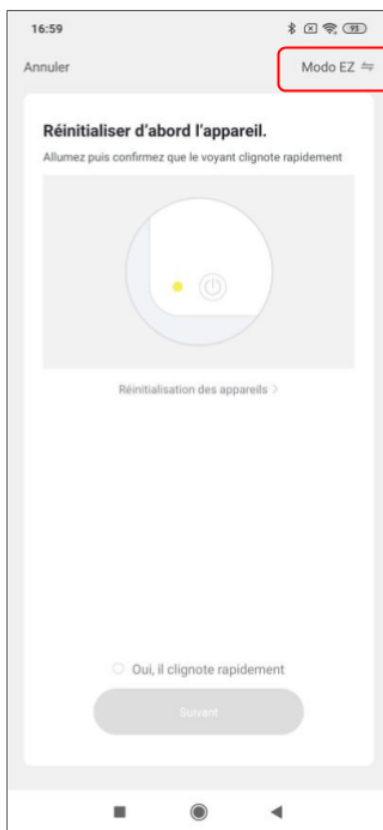 16:59
93
Annuler
Modo EZ
Réinitialiser d'abord l'appareil.
Allumez puis confirmez que le voyant clignote rapidement
Réinitialisation des appareils >
Oui, il clignote rapidement
Suivant